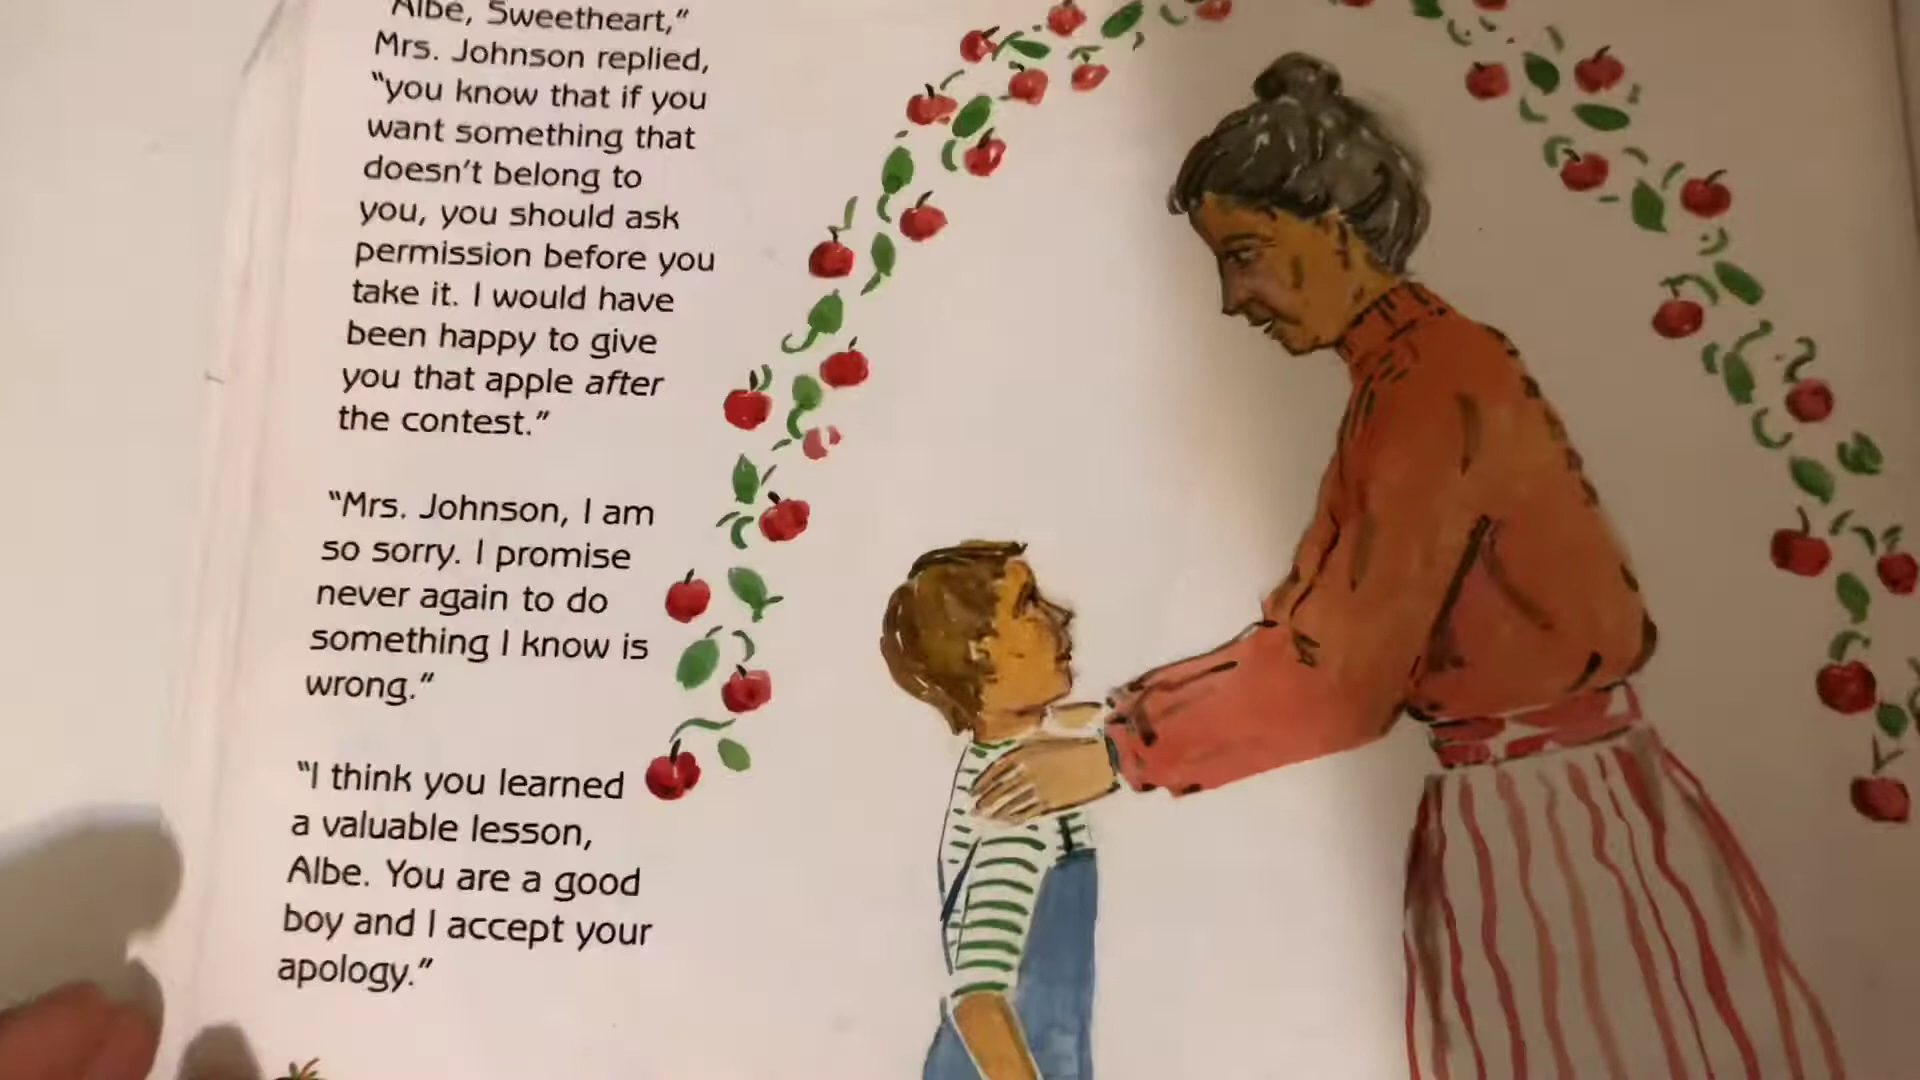 Albe, Sweetheart,”
Mrs. Johnson replied,
“you know that if you
want something that
doesn’t belong to
you, you should ask
permission before you
take it. I would have
been happy to give
you that apple after
the contest.”
“Mrs. Johnson, I am
so sorry. I promise
never again to do
something I know is
wrong.”
“I think you learned
a valuable lesson,
Albe. You are a good
boy and I accept your
apology.”